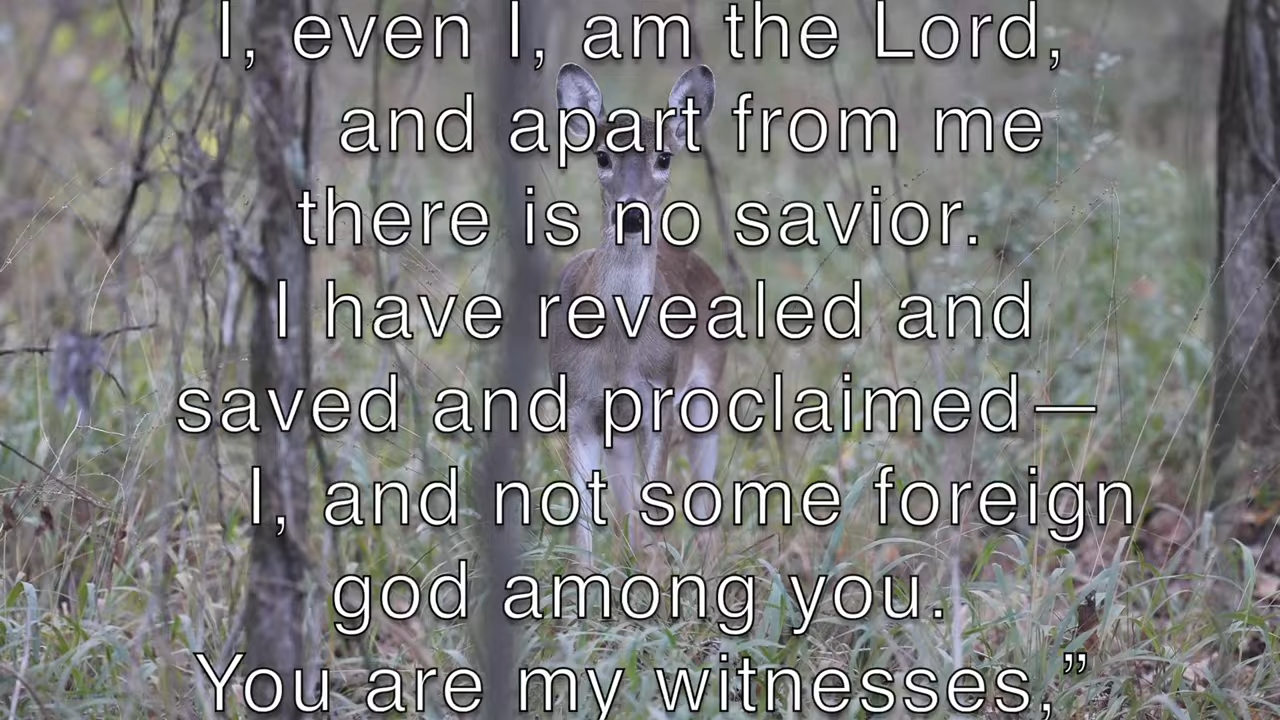 I, even I, am the Lord,
and apart from me
there is no savior.
I have revealed and
saved and proclaimed—
I, and not some foreign
god among you.
You are my witnesses,”